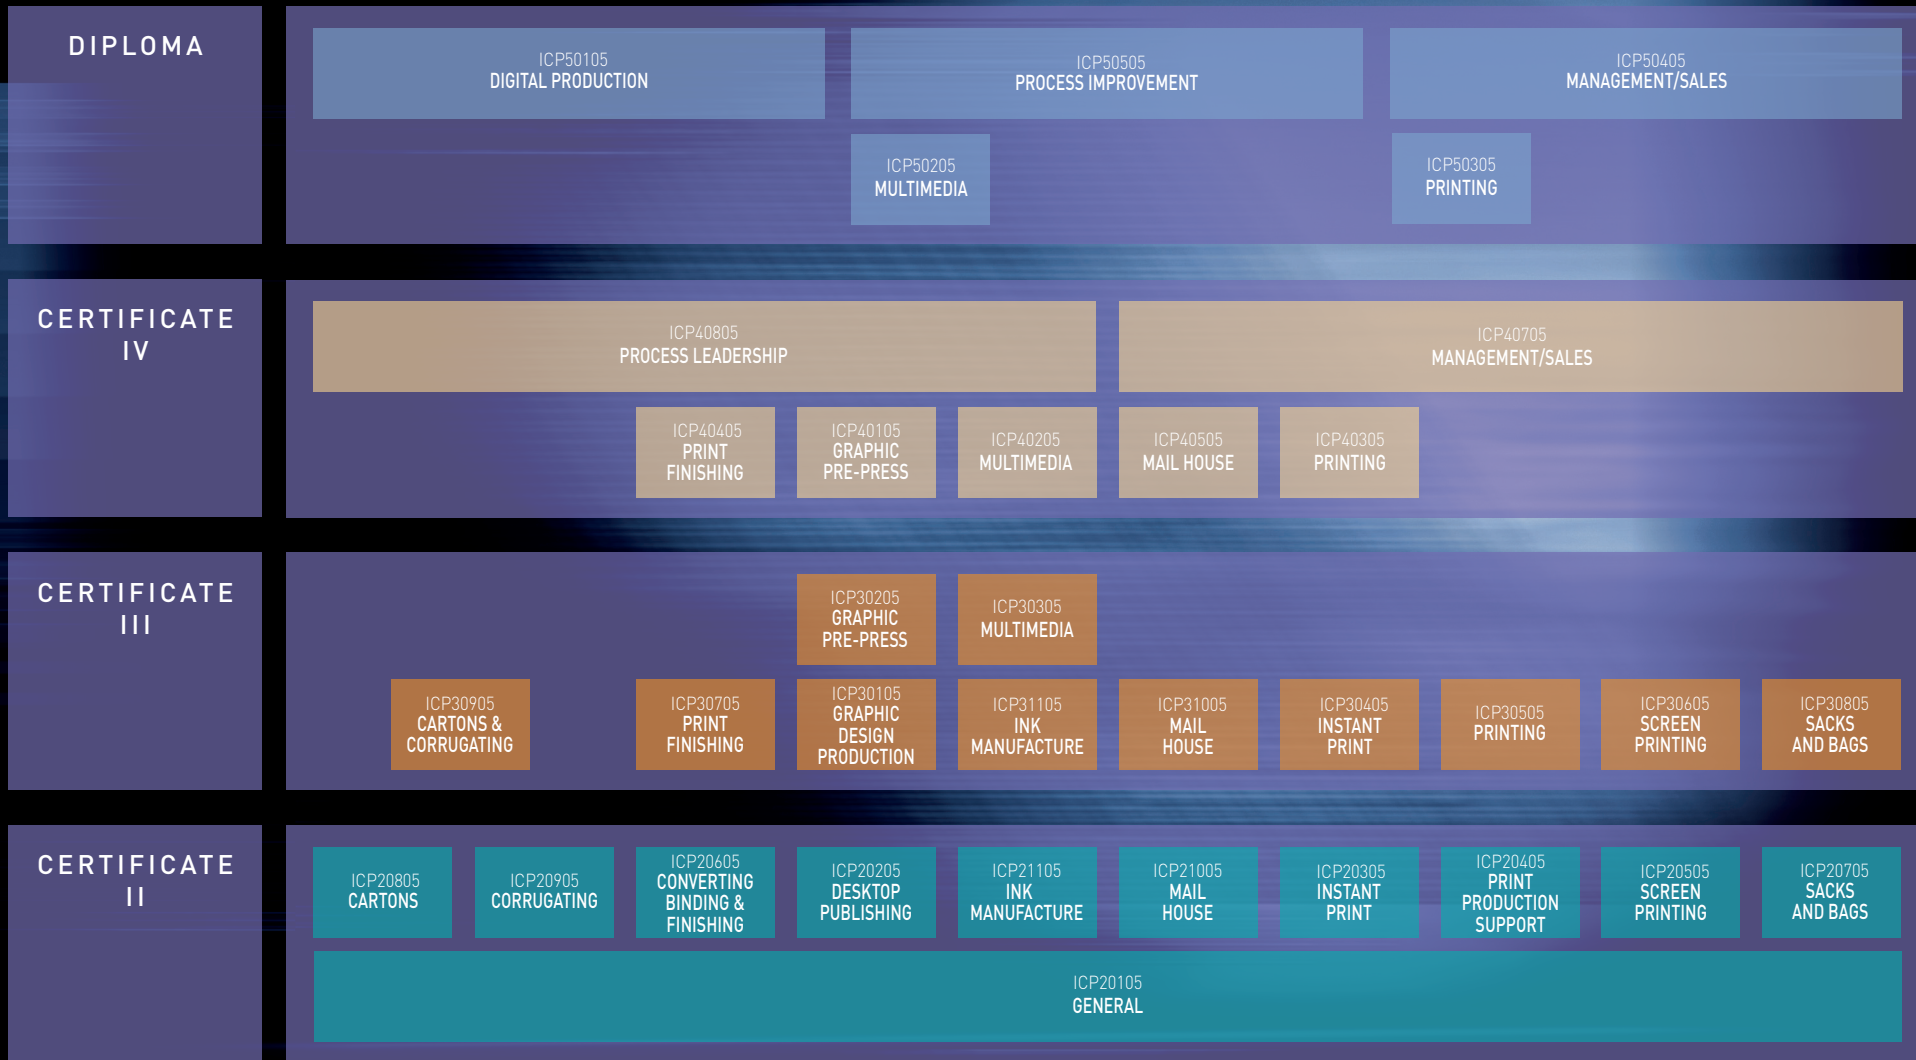 DIPLOMA
ICP50105
DIGITAL PRODUCTION
ICP50505
PROCESS IMPROVEMENT
ICP50405
MANAGEMENT/SALES
ICP50205
MULTIMEDIA
ICP50305
PRINTING
CERTIFICATE
IV
ICP40805
PROCESS LEADERSHIP
ICP40705
MANAGEMENT/SALES
ICP40405
PRINT
FINISHING
ICP40105
GRAPHIC
PRE-PRESS
ICP40205
MULTIMEDIA
ICP40505
MAIL HOUSE
ICP40305
PRINTING
CERTIFICATE
III
ICP30205
GRAPHIC
PRE-PRESS
ICP30305
MULTIMEDIA
ICP30905
CARTONS &
CORRUGATING
ICP30705
PRINT
FINISHING
ICP30105
GRAPHIC
DESIGN
PRODUCTION
ICP31105
INK
MANUFACTURE
ICP31005
MAIL
HOUSE
ICP30405
INSTANT
PRINT
ICP30505
PRINTING
ICP30605
SCREEN
PRINTING
ICP30805
SACKS
AND BAGS
CERTIFICATE
II
ICP20805
CARTONS
ICP20905
CORRUGATING
ICP20605
CONVERTING
BINDING &
FINISHING
ICP20205
DESKTOP
PUBLISHING
ICP21105
INK
MANUFACTURE
ICP21005
MAIL
HOUSE
ICP20305
INSTANT
PRINT
ICP20405
PRINT
PRODUCTION
SUPPORT
ICP20505
SCREEN
PRINTING
ICP20705
SACKS
AND BAGS
ICP20105
GENERAL